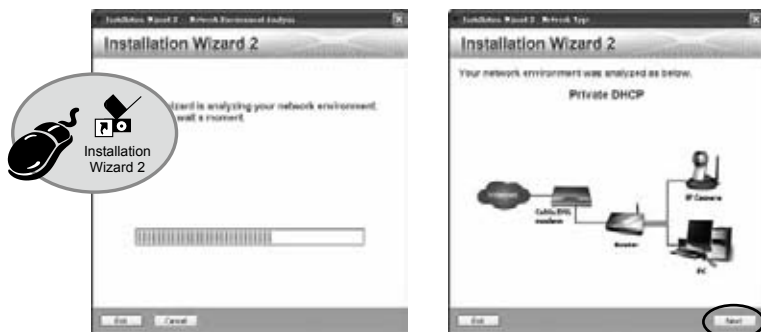 Installation Wizard 2 - Network Environment Analysis
Installation Wizard 2
wizard is analyzing your network environment.
wait a moment
Installation
Wizard 2
Exit
Cancel
Installation Wizard 2 - Network Type
Installation Wizard 2
Your network environment was analyzed as below.
Private DHCP
Internet
Cable/DSL
modem
Router
IP Camera
PC
Exit
Next